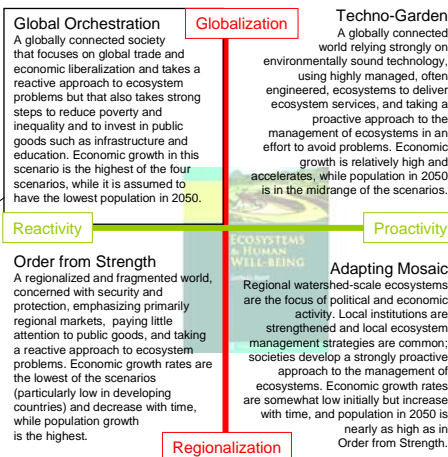 Globalization
Global Orchestration
A globally connected society
that focuses on global trade and
economic liberalization and takes a
reactive approach to ecosystem
problems but that also takes strong
steps to reduce poverty and
inequality and to invest in public
goods such as infrastructure and
education. Economic growth in this
scenario is the highest of the four
scenarios, while it is assumed to
have the lowest population in 2050.
Techno-Garden
A globally connected
world relying strongly on
environmentally sound technology,
using highly managed, often
engineered, ecosystems to deliver
ecosystem services, and taking a
proactive approach to the
management of ecosystems in an
effort to avoid problems. Economic
growth is relatively high and
accelerates, while population in 2050
is in the midrange of the scenarios.
Reactivity
Proactivity
ECOSYSTEMS
& HUMAN
WELL-BEING
Order from Strength
A regionalized and fragmented world,
concerned with security and
protection, emphasizing primarily
regional markets, paying little
attention to public goods, and taking
a reactive approach to ecosystem
problems. Economic growth rates are
the lowest of the scenarios
(particularly low in developing
countries) and decrease with time,
while population growth
is the highest.
Adapting Mosaic
Regional watershed-scale ecosystems
are the focus of political and economic
activity. Local institutions are
strengthened and local ecosystem
management strategies are common;
societies develop a strongly proactive
approach to the management of
ecosystems. Economic growth rates
are somewhat low initially but increase
with time, and population in 2050 is
nearly as high as in
Order from Strength.
Regionalization